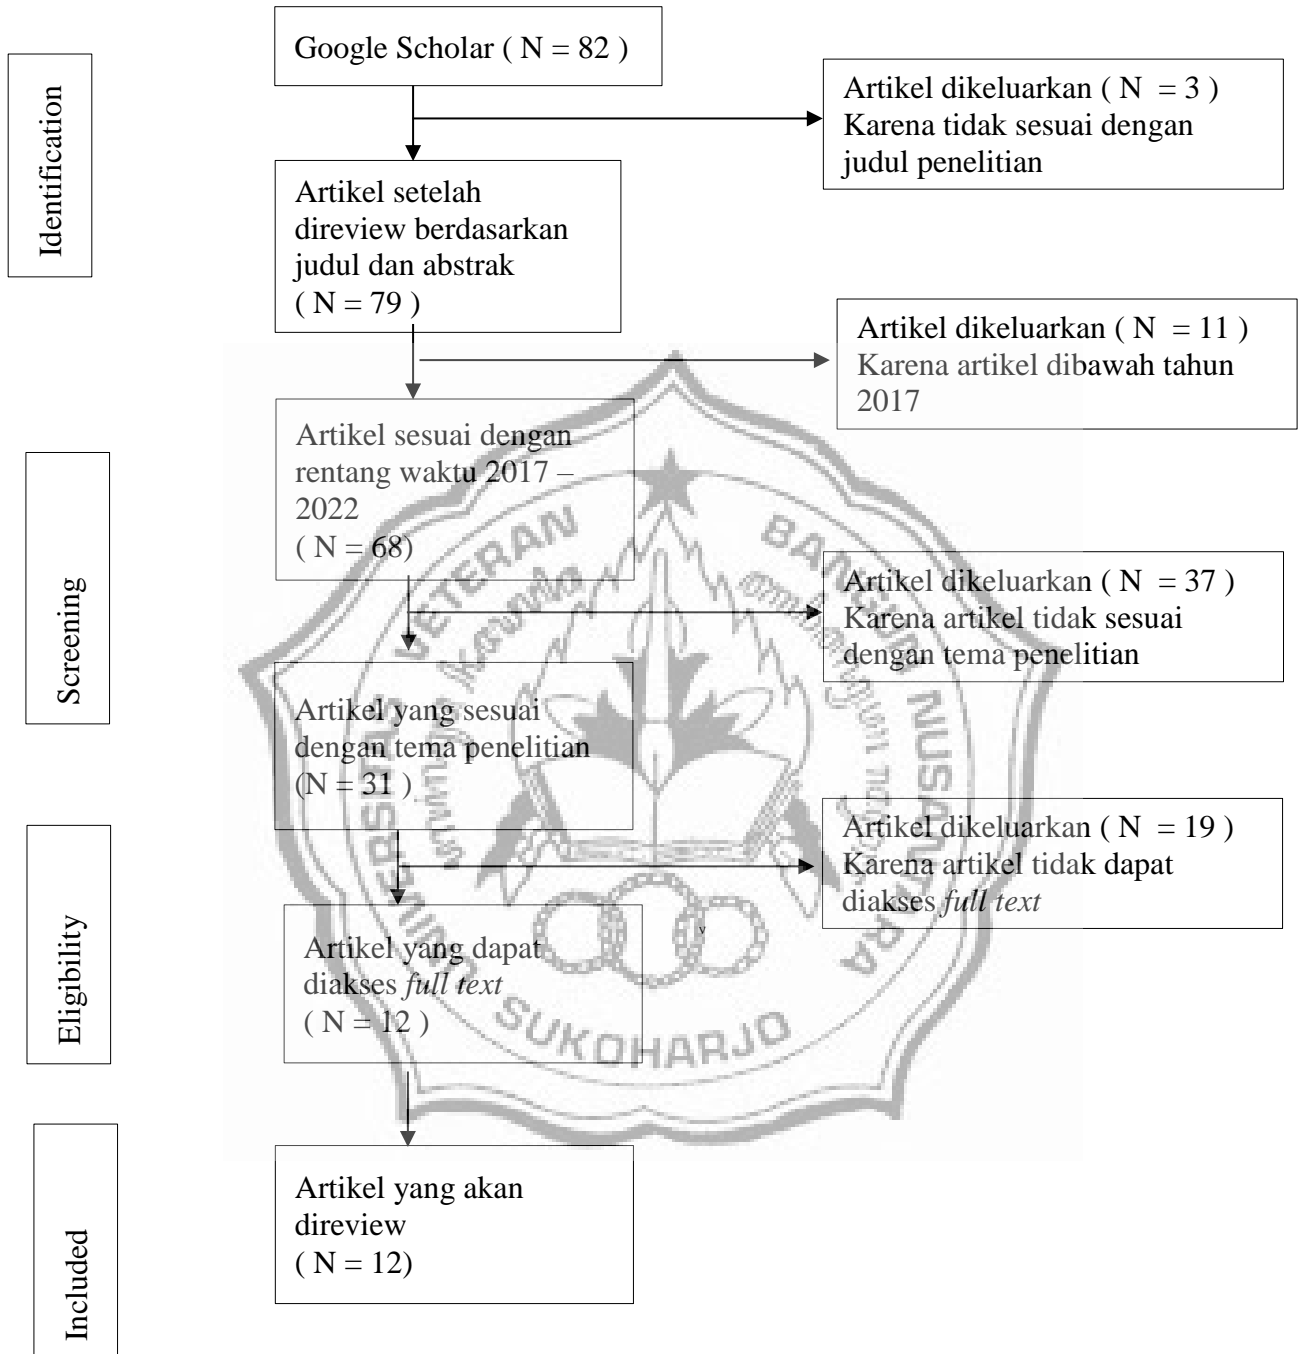 Google Scholar ( N = 82 )
Identification
Artikel dikeluarkan ( N  = 3 )
Karena tidak sesuai dengan
judul penelitian
Artikel setelah
direview berdasarkan
judul dan abstrak
( N = 79 )
Artikel dikeluarkan ( N  = 11 )
Karena artikel dibawah tahun
2017
Artikel sesuai dengan
rentang waktu 2017 –
2022
( N = 68)
Screening
Artikel dikeluarkan ( N  = 37 )
Karena artikel tidak sesuai
dengan tema penelitian
Artikel yang sesuai
dengan tema penelitian
(N = 31 )
Artikel dikeluarkan ( N  = 19 )
Karena artikel tidak dapat
diakses full text
Eligibility
Artikel yang dapat
diakses full text
( N = 12 )
v
Included
Artikel yang akan
direview
( N = 12)
UNIVERSITAS VETERAN BANGUN NUSANTARA
SUKOHARJO